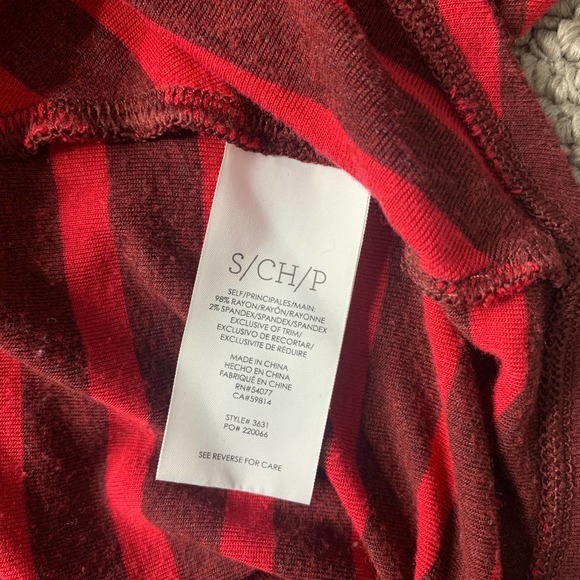 S/CH/P
SELF/PRINCIPALES/MAIN:
98% RAYON/RAYÓN/RAYONNE
2% SPANDEX/SPANDEX/SPANDEX
EXCLUSIVE OF TRIM/
EXCLUSIVO DE RECORTAR/
EXCLUSIVITE DE RÉDUIRE
MADE IN CHINA
HECHO EN CHINA
FABRIQUÉ EN CHINE
RN#54077
CA#59814
STYLE# 3631
PO# 220066
SEE REVERSE FOR CARE